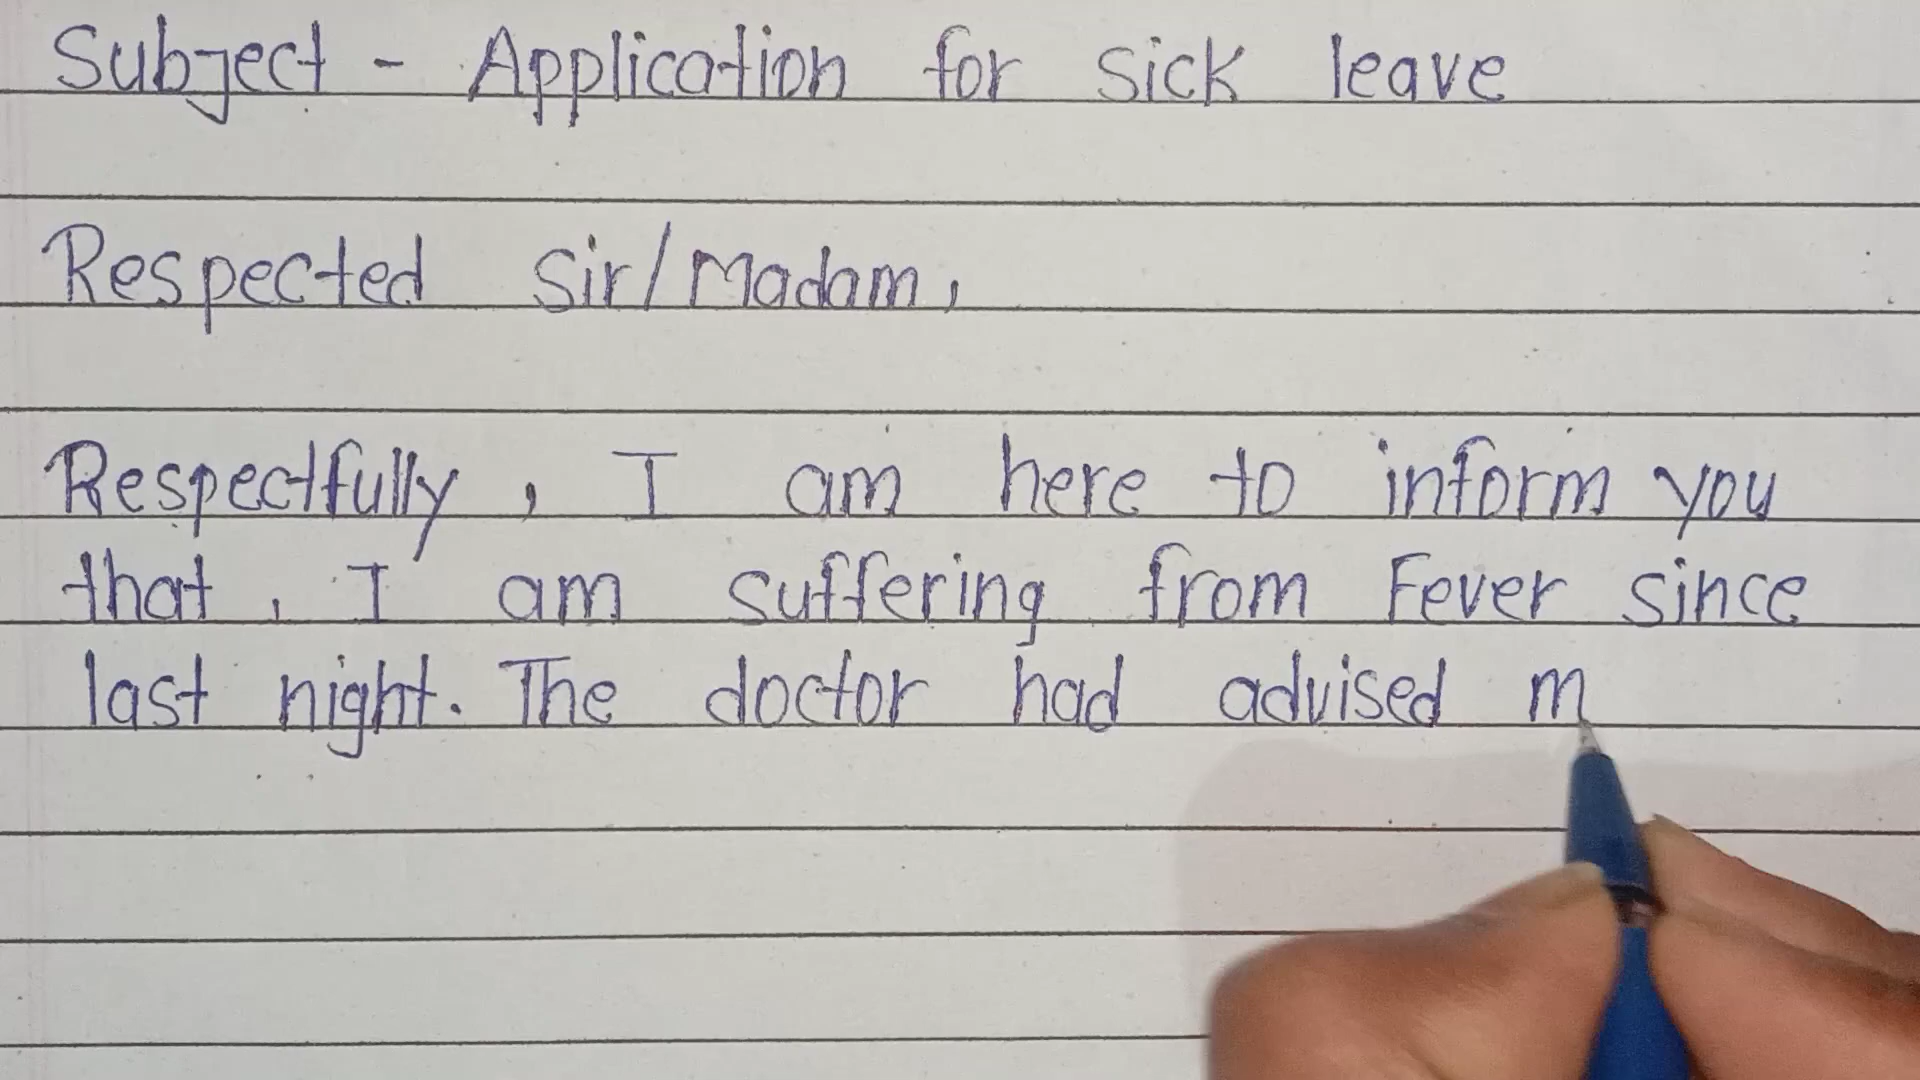 Subject - Application for sick leave
Respected Sir/Madam,
Respectfully, I am here to inform you
that, I am suffering from Fever since
last night. The doctor had advised m